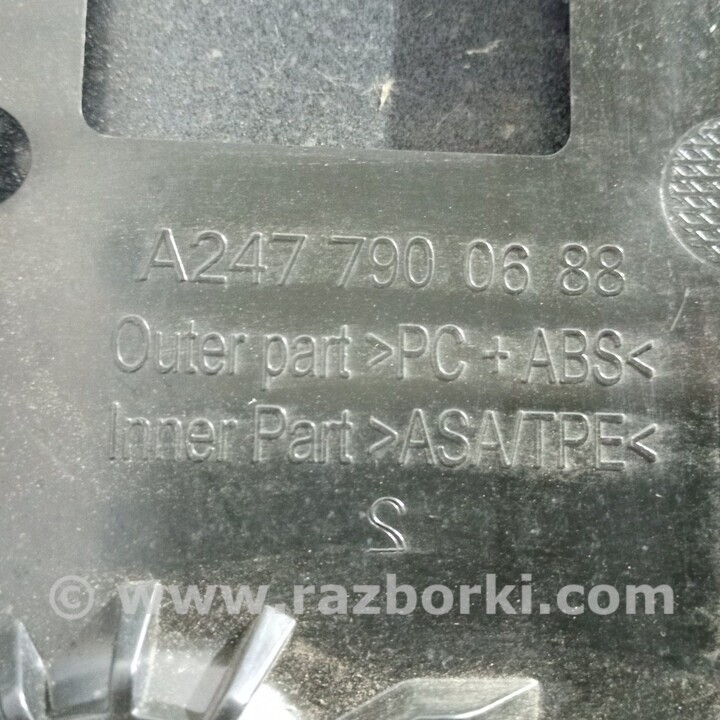 A247 790 06 88
Outer part >PC + ABS<
Inner Part >ASA/TPE<
2
© www.razborki.com